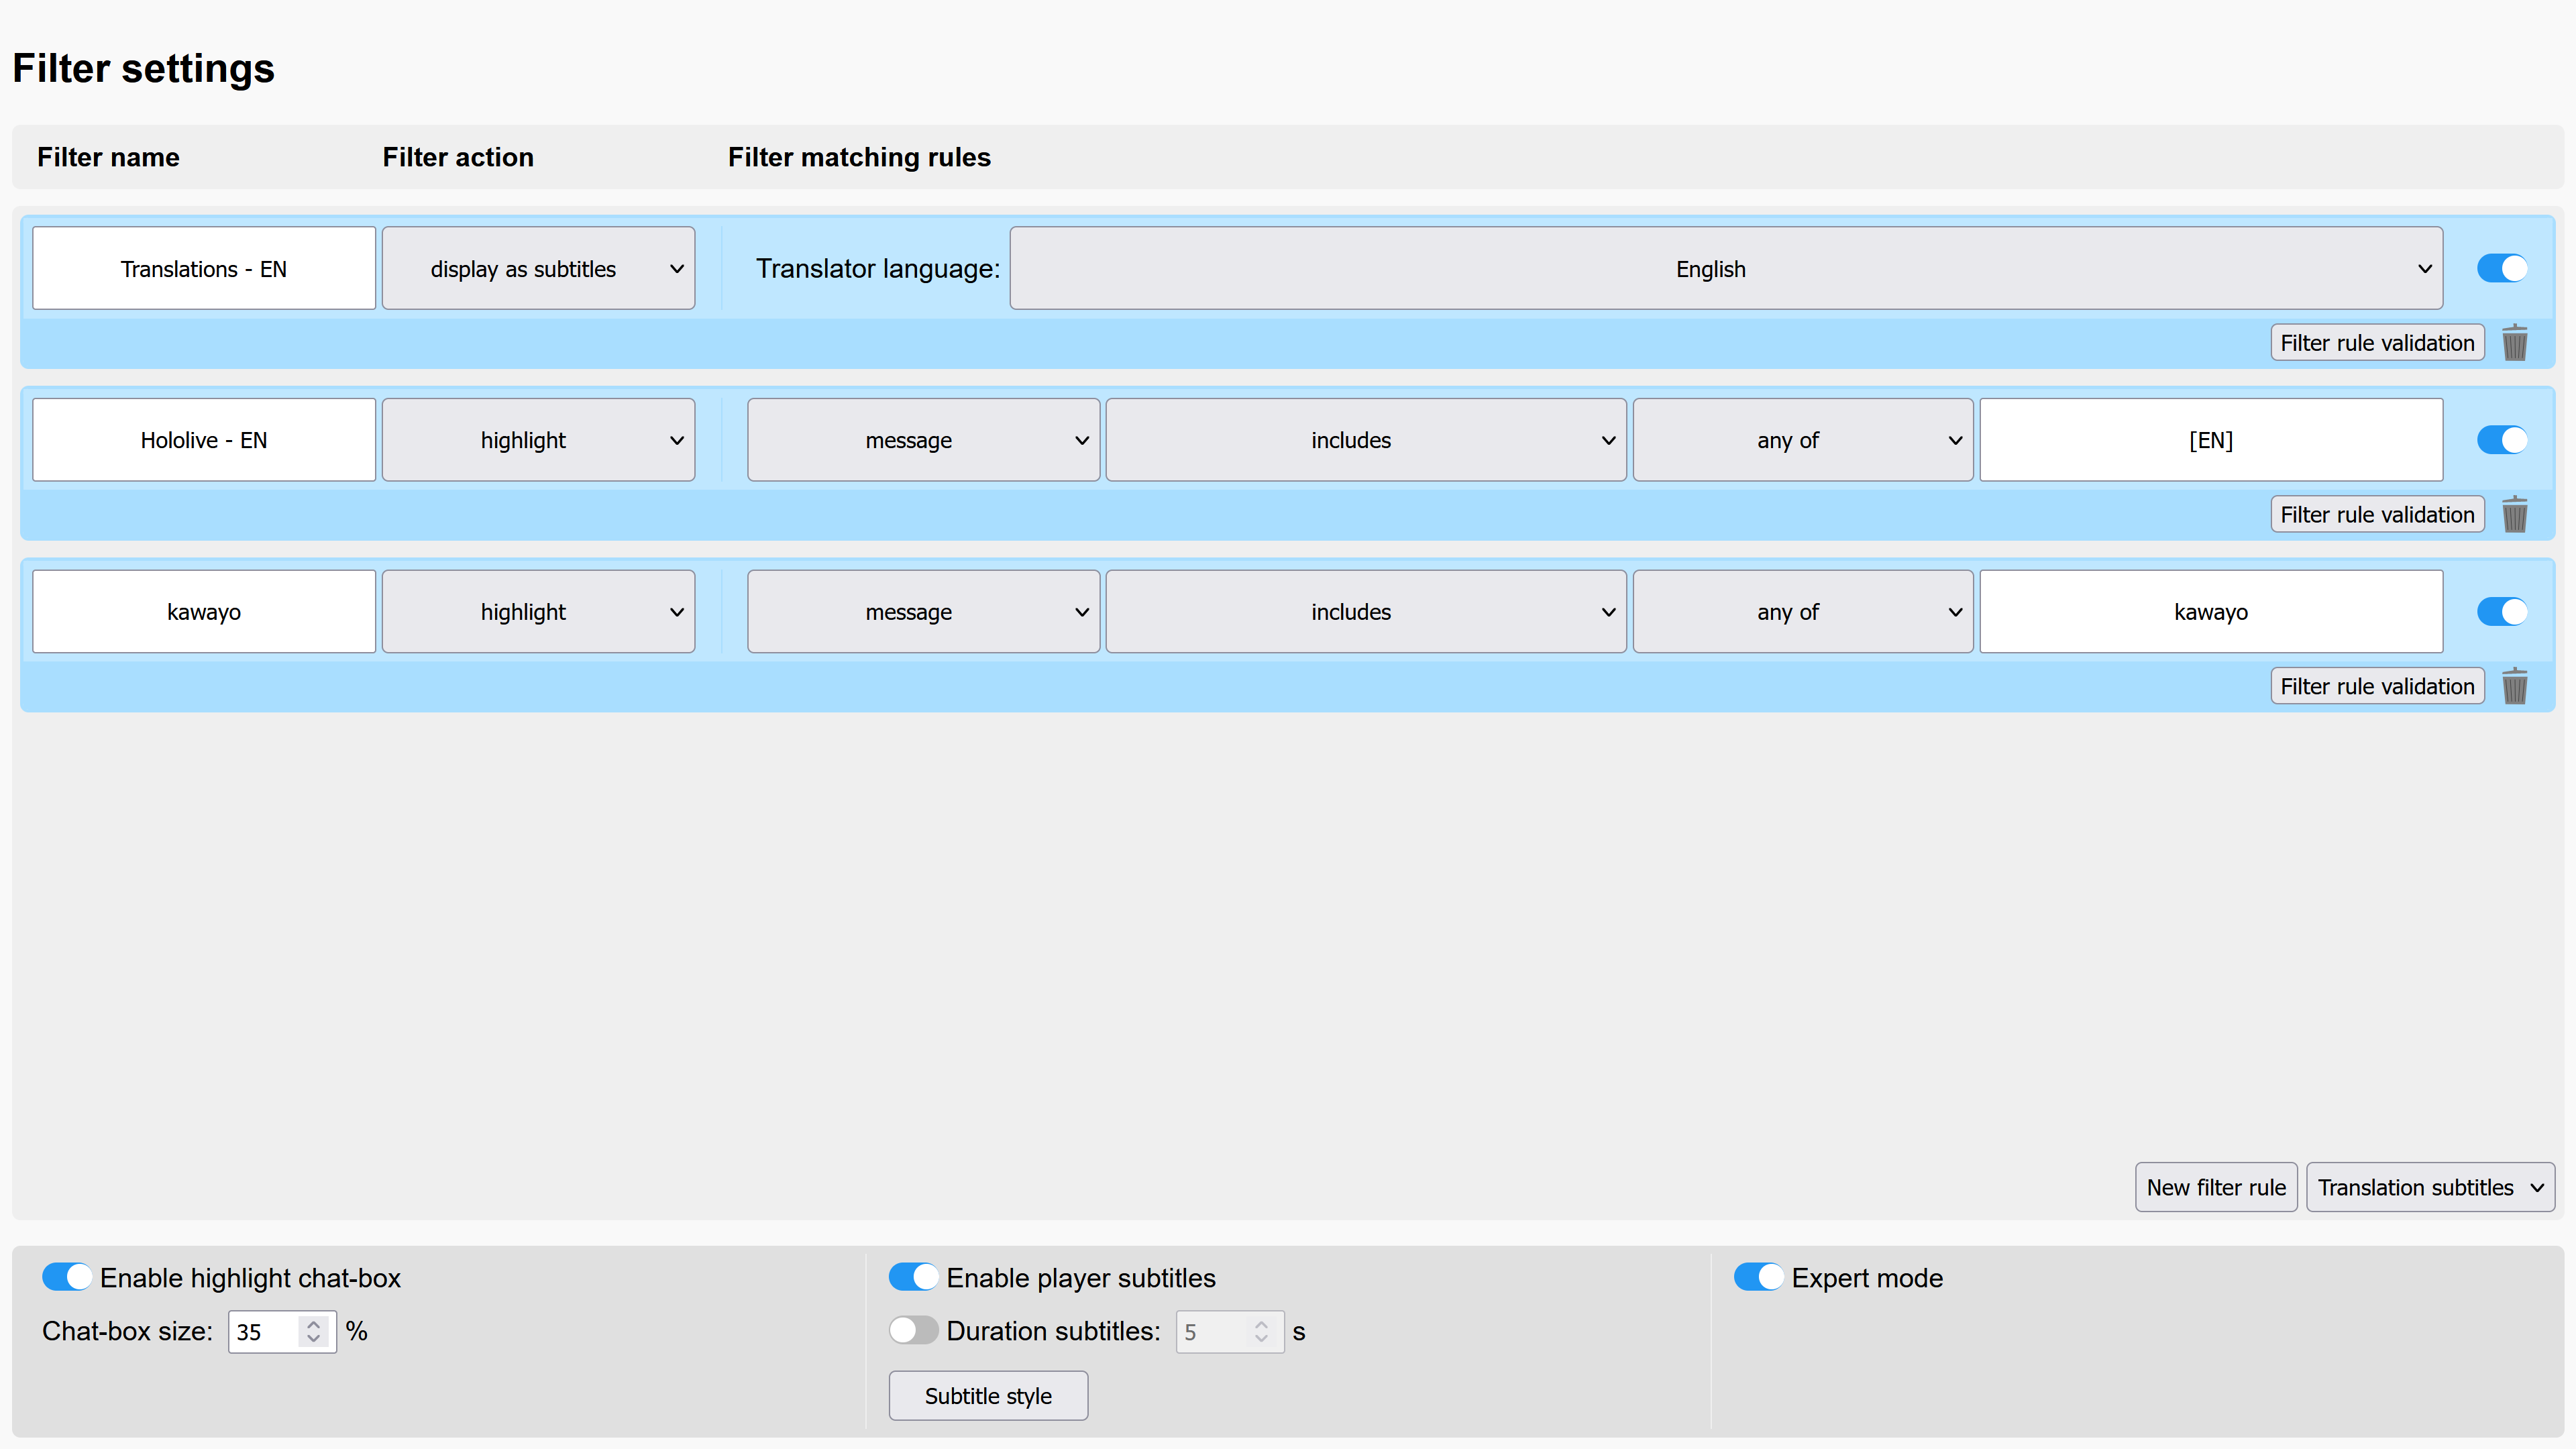 Filter settings
Filter name Filter action Filter matching rules
Translations - EN display as subtitles Translator language: English
Filter rule validation
Hololive - EN highlight message includes any of [EN]
Filter rule validation
kawayo highlight message includes any of kawayo
Filter rule validation
New filter rule Translation subtitles
Enable highlight chat-box Enable player subtitles Expert mode
Chat-box size: 35 % Duration subtitles: 5 s
Subtitle style